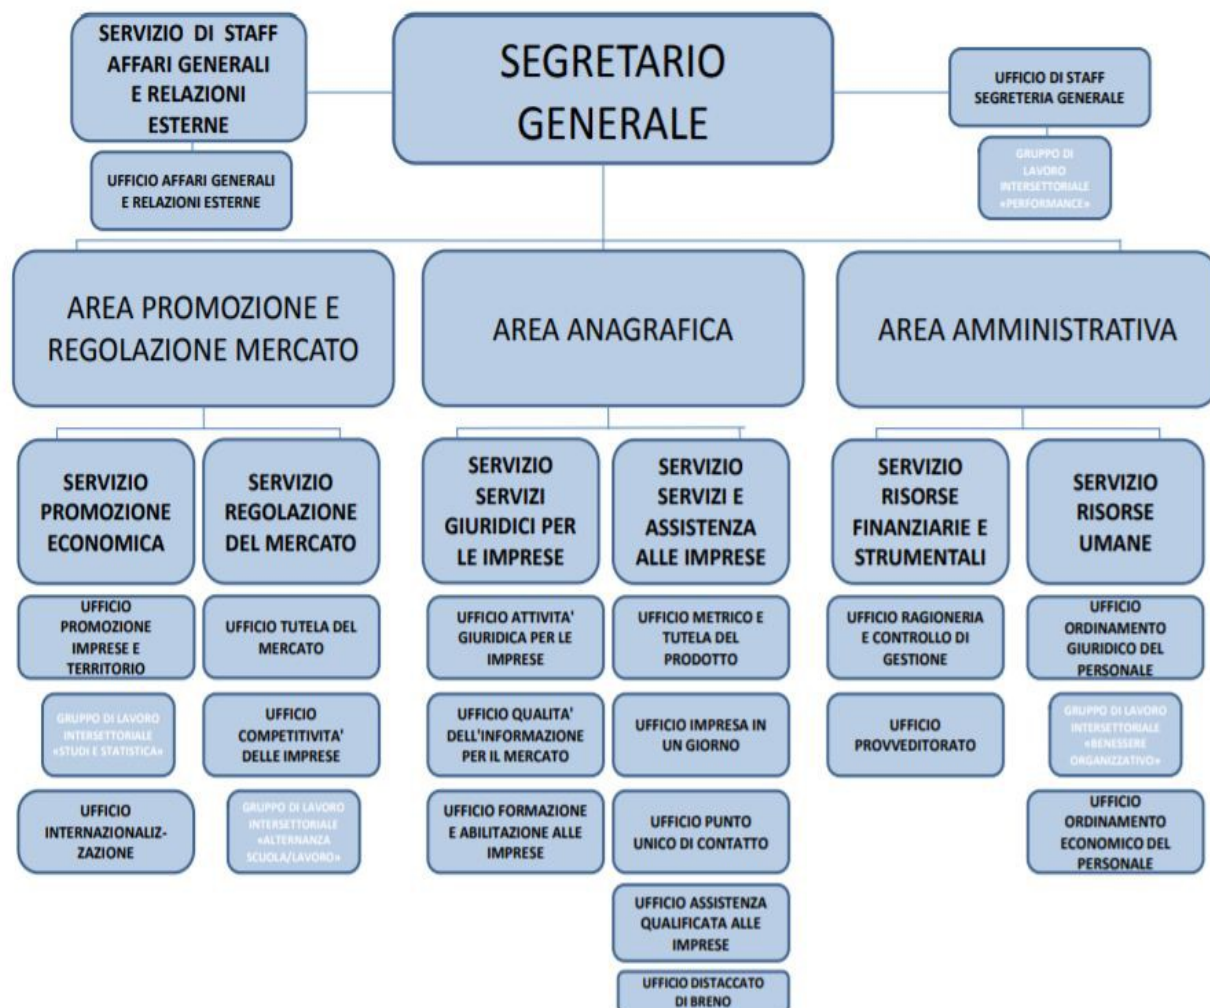 SERVIZIO DI STAFF
AFFARI GENERALI
E RELAZIONI
ESTERNE
SEGRETARIO
GENERALE
UFFICIO DI STAFF
SEGRETERIA GENERALE
UFFICIO AFFARI GENERALI
E RELAZIONI ESTERNE
GRUPPO DI
LAVORO
INTERSETTORIALE
«PERFORMANCE»
AREA PROMOZIONE E
REGOLAZIONE MERCATO
AREA ANAGRAFICA
AREA AMMINISTRATIVA
SERVIZIO
PROMOZIONE
ECONOMICA
SERVIZIO
REGOLAZIONE
DEL MERCATO
SERVIZIO
SERVIZI
GIURIDICI PER
LE IMPRESE
SERVIZIO
SERVIZI E
ASSISTENZA
ALLE IMPRESE
SERVIZIO
RISORSE
FINANZIARIE E
STRUMENTALI
SERVIZIO
RISORSE
UMANE
UFFICIO
PROMOZIONE
IMPRESE E
TERRITORIO
UFFICIO TUTELA DEL
MERCATO
UFFICIO ATTIVITA'
GIURIDICA PER LE
IMPRESE
UFFICIO METRICO E
TUTELA DEL
PRODOTTO
UFFICIO RAGIONERIA
E CONTROLLO DI
GESTIONE
UFFICIO
ORDINAMENTO
GIURIDICO DEL
PERSONALE
GRUPPO DI LAVORO
INTERSETTORIALE
«STUDI E STATISTICA»
UFFICIO
COMPETITIVITA'
DELLE IMPRESE
UFFICIO QUALITA'
DELL'INFORMAZIONE
PER IL MERCATO
UFFICIO IMPRESA IN
UN GIORNO
UFFICIO
PROVVEDITORATO
GRUPPO DI LAVORO
INTERSETTORIALE
«BENESSERE
ORGANIZZATIVO»
UFFICIO
INTERNAZIONALIZ-
ZAZIONE
GRUPPO DI LAVORO
INTERSETTORIALE
«ALTERNANZA
SCUOLA/LAVORO»
UFFICIO FORMAZIONE
E ABILITAZIONE ALLE
IMPRESE
UFFICIO PUNTO
UNICO DI CONTATTO
UFFICIO
ORDINAMENTO
ECONOMICO DEL
PERSONALE
UFFICIO ASSISTENZA
QUALIFICATA ALLE
IMPRESE
UFFICIO DISTACCATO
DI BRENO